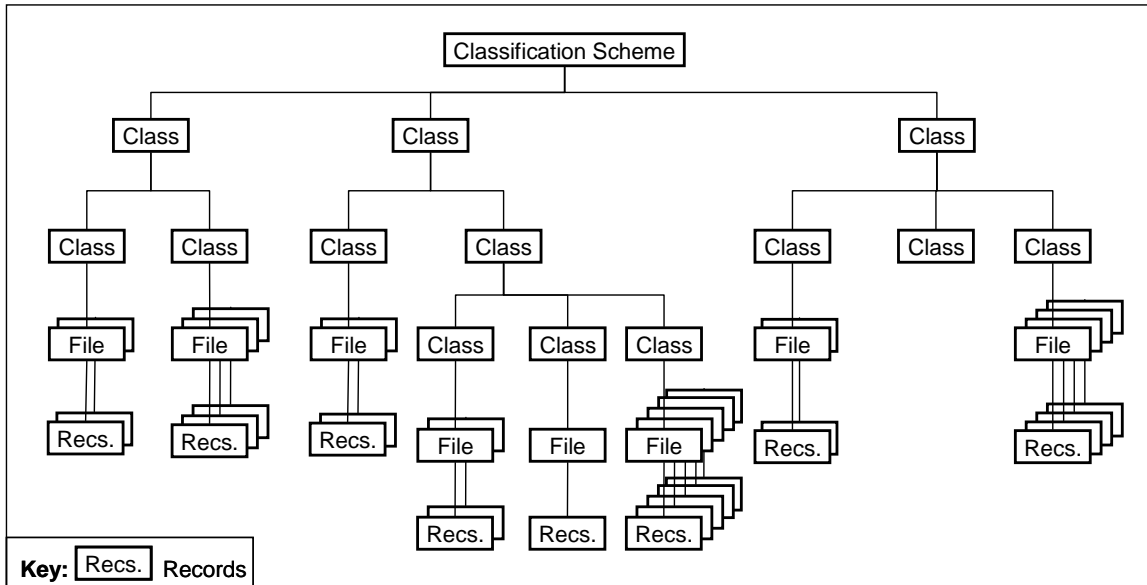 Classification Scheme
Class Class Class
Class Class Class Class Class Class Class
File File File Class Class Class File File
Recs. Recs. Recs. File File File Recs. Recs.
Recs. Recs. Recs.
Key: Recs. Records